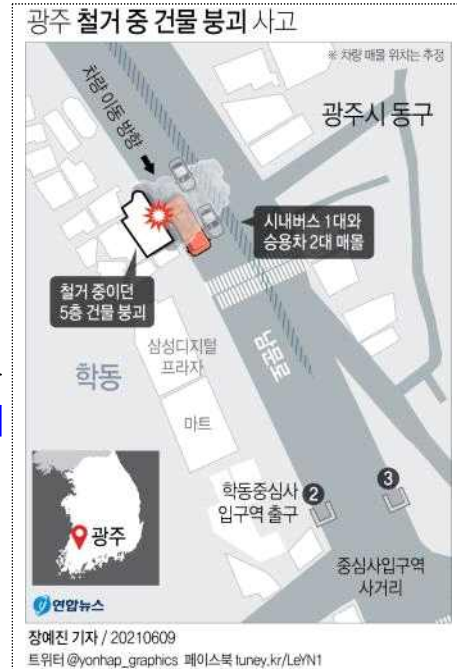 광주 철거 중 건물 붕괴 사고
※ 차량 매몰 위치는 추정
차량 이동 방향
광주시 동구
시내버스 1대와
승용차 2대 매몰
철거 중이던
5층 건물 붕괴
삼성디지털
프라자
학동
남문로
마트
학동중심사
입구역 출구
2
3
광주
중심사입구역
사거리
연합뉴스
장예진 기자 / 20210609
트위터 @yonhap_graphics 페이스북 tuney.kr/LeYN1